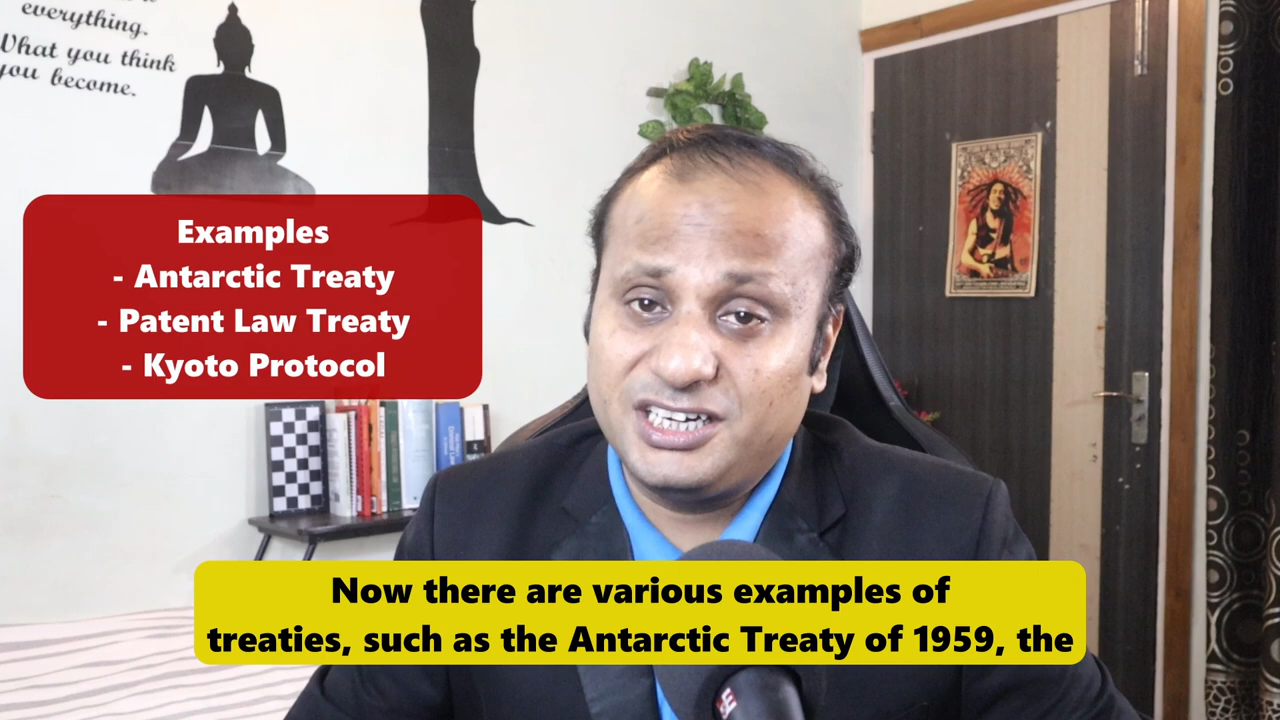 everything.
What you think
you become.
Examples
- Antarctic Treaty
- Patent Law Treaty
- Kyoto Protocol
Now there are various examples of
treaties, such as the Antarctic Treaty of 1959, the